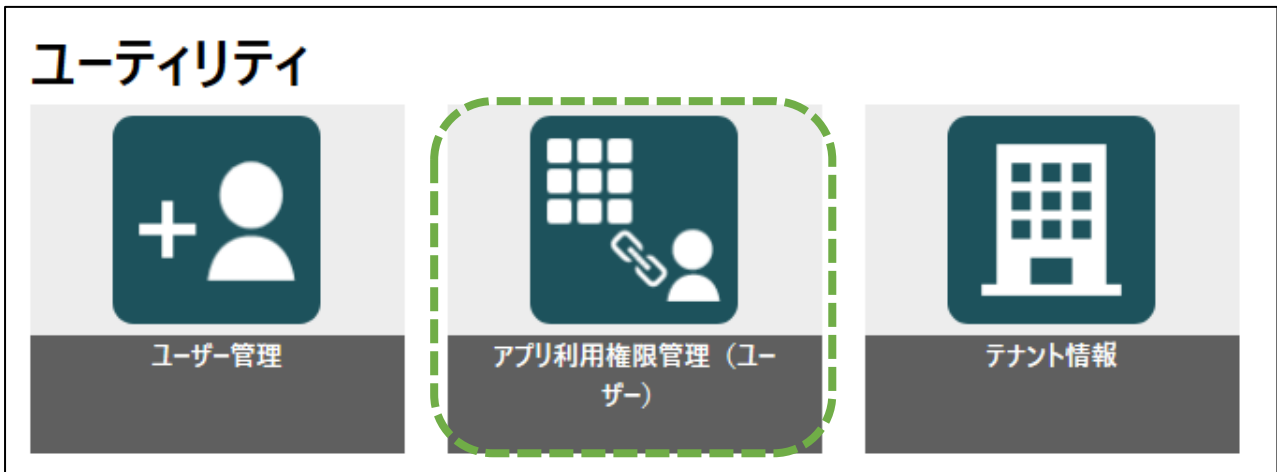 ユーティリティ
ユーザー管理
アプリ利用権限管理（ユー
ザー）
テナント情報